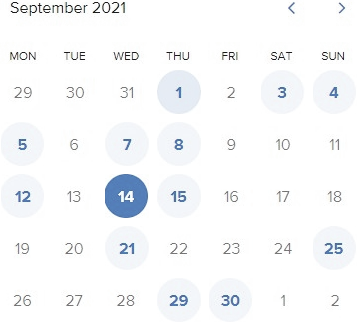 September 2021
MON TUE WED THU FRI SAT SUN
29 30 31 1 2 3 4
5 6 7 8 9 10 11
12 13 14 15 16 17 18
19 20 21 22 23 24 25
26 27 28 29 30 1 2